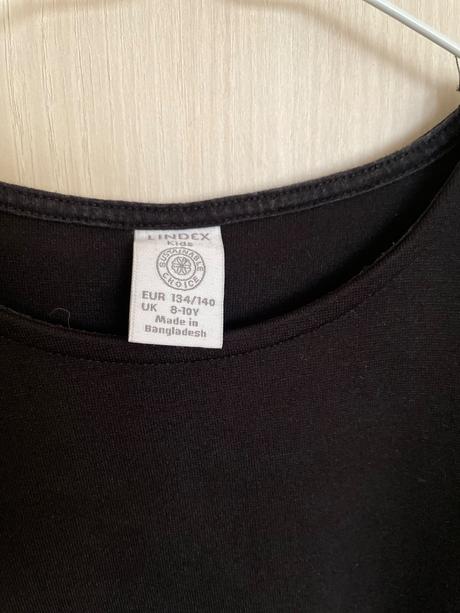 LINDEX
Kids
SUSTAINABLE
CHOICE
EUR 134/140
UK 8-10Y
Made in
Bangladesh